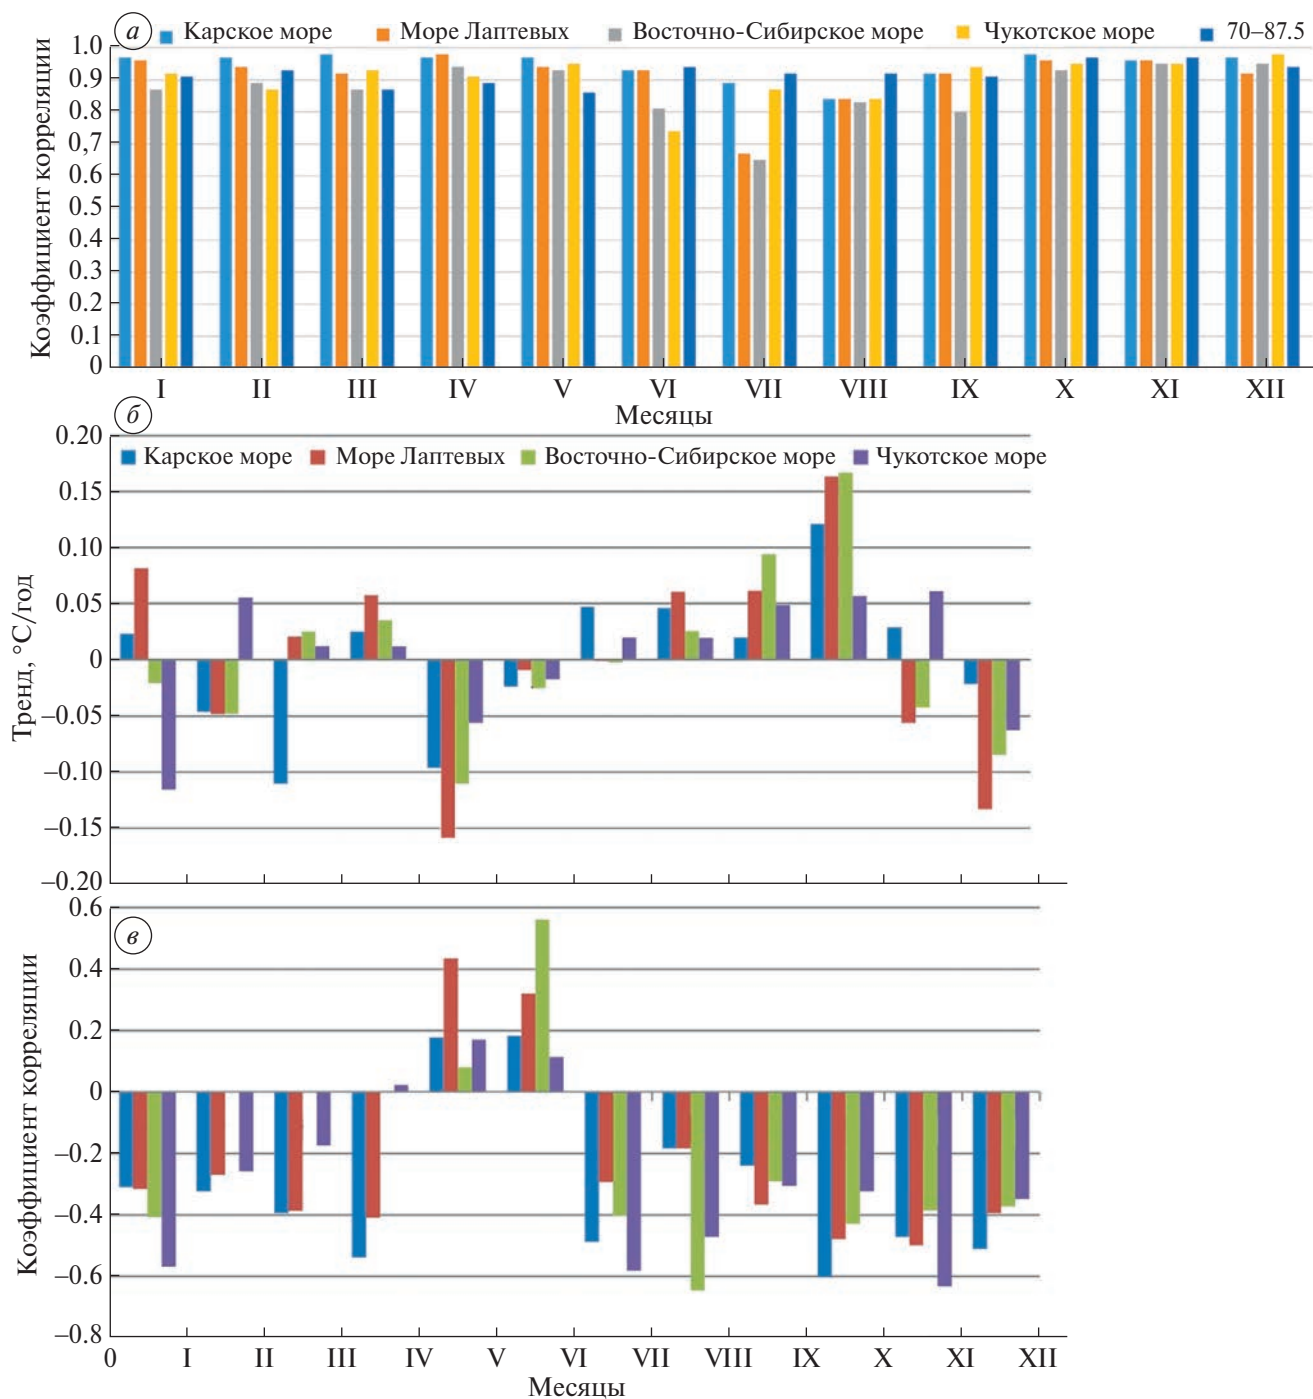 а Карское море Море Лаптевых Восточно-Сибирское море Чукотское море 70–87.5
Коэффициент корреляции
1.0
0.9
0.8
0,7
0.6
0.5
0.4
0.3
0.2
0.1
0
I II III IV V VI VII VIII IX X XI XII
Месяцы
б
Карское море Море Лаптевых Восточно-Сибирское море Чукотское море
Тренд, °C/год
0.20
0.15
0.10
0.05
0
–0.05
–0.10
–0.15
–0.20
в
Коэффициент корреляции
0.6
0.4
0.2
0
–0.2
–0.4
–0.6
–0.8
0 I II III IV V VI VII VIII IX X XI XII
Месяцы